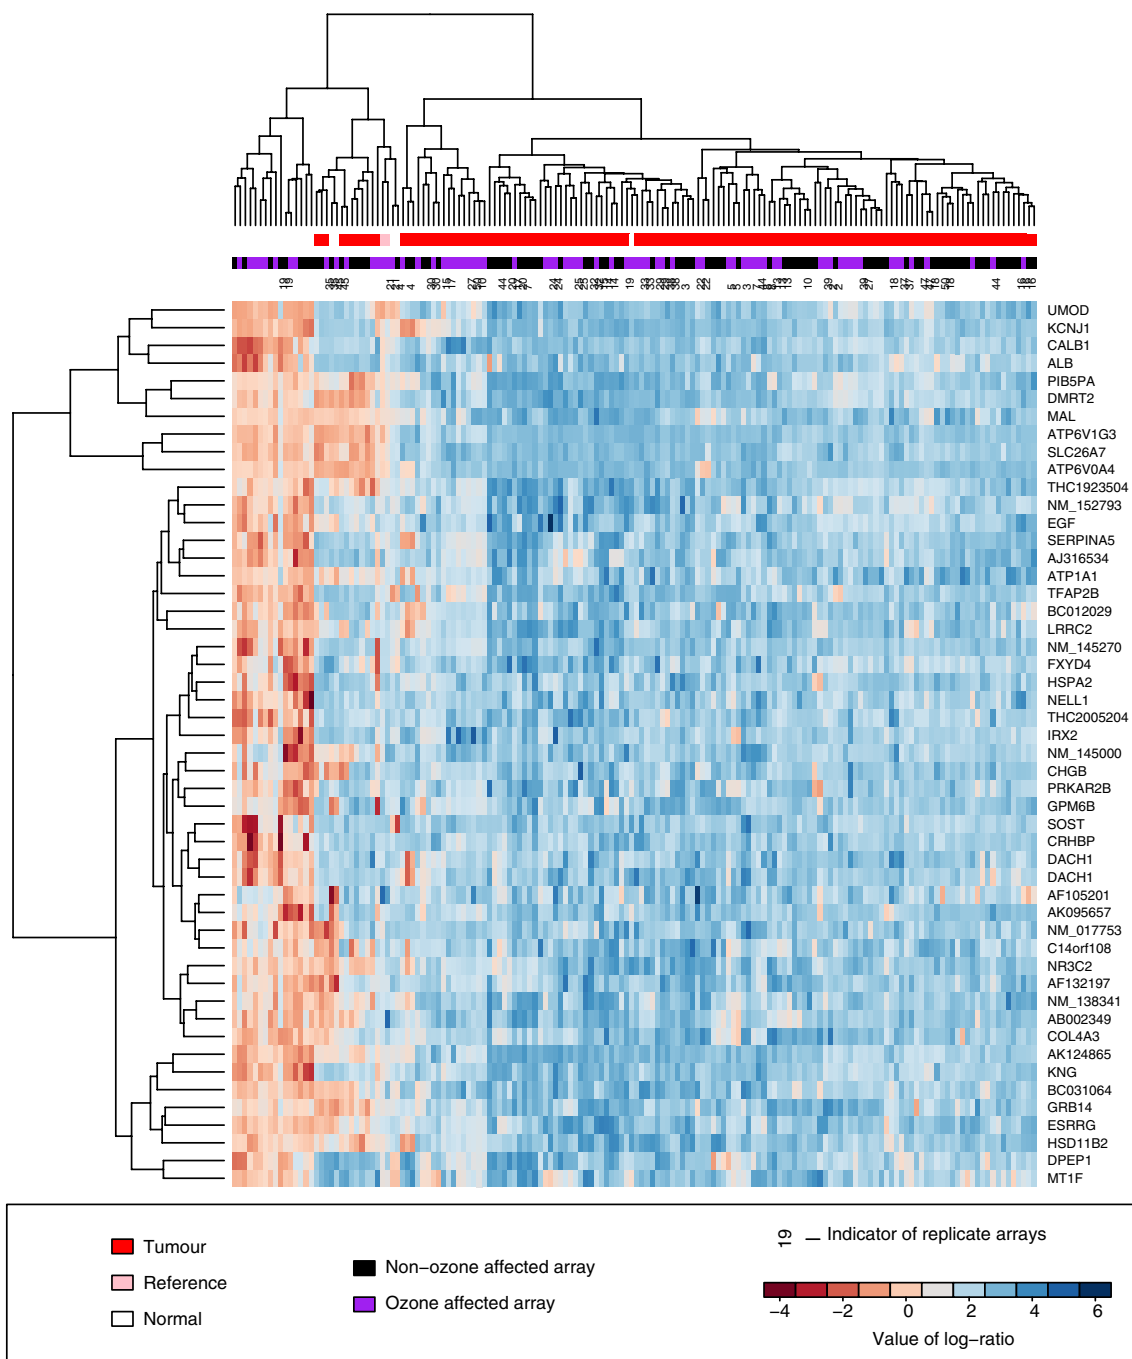 UMOD
KCNJ1
CALB1
ALB
PIB5PA
DMRT2
MAL
ATP6V1G3
SLC26A7
ATP6V0A4
THC1923504
NM_152793
EGF
SERPINA5
AJ316534
ATP1A1
TFAP2B
BC012029
LRRC2
NM_145270
FXYD4
HSPA2
NELL1
THC2005204
IRX2
NM_145000
CHGB
PRKAR2B
GPM6B
SOST
CRHBP
DACH1
DACH1
AF105201
AK095657
NM_017753
C14orf108
NR3C2
AF132197
NM_138341
AB002349
COL4A3
AK124865
KNG
BC031064
GRB14
ESRRG
HSD11B2
DPEP1
MT1F
Tumour
Reference
Normal
Non−ozone affected array
Ozone affected array
19 — Indicator of replicate arrays
−4 −2 0 2 4 6
Value of log−ratio